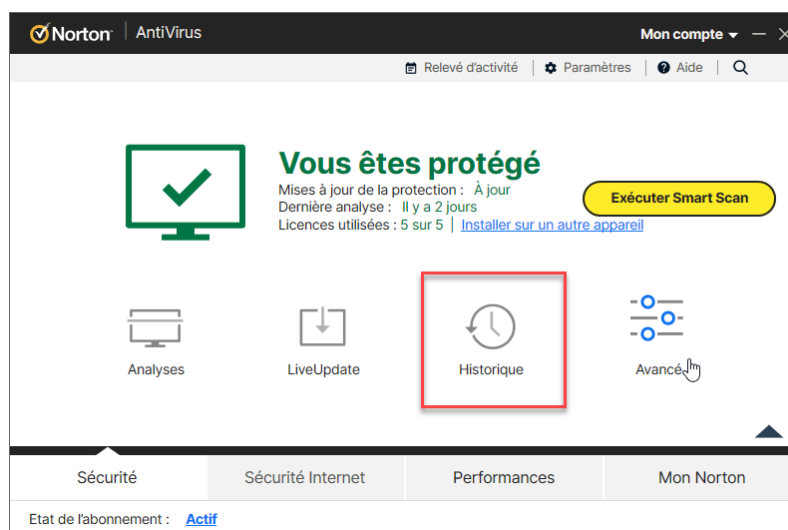 Norton AntiVirus Mon compte
Relevé d'activité Paramètres Aide
Vous êtes protégé
Mises à jour de la protection : À jour
Dernière analyse : Il y a 2 jours
Licences utilisées : 5 sur 5 | Installer sur un autre appareil
Exécuter Smart Scan
Analyses LiveUpdate Historique Avancé
Sécurité Sécurité Internet Performances Mon Norton
Etat de l'abonnement : Actif